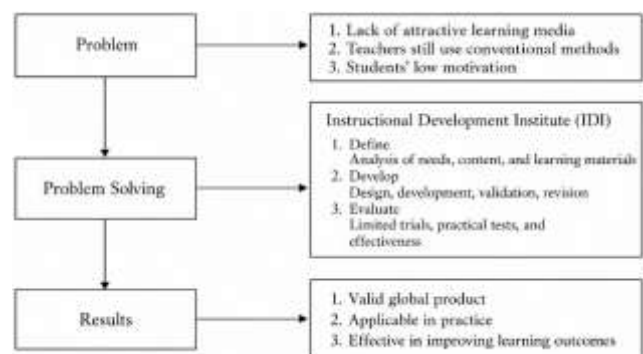 Problem
1. Lack of attractive learning media
2. Teachers still use conventional methods
3. Students' low motivation
Problem Solving
Instructional Development Institute (IDI)
1. Define
Analysis of needs, content, and learning materials
2. Develop
Design, development, validation, revision
3. Evaluate
Limited trials, practical tests, and
effectiveness
Results
1. Valid global product
2. Applicable in practice
3. Effective in improving learning outcomes